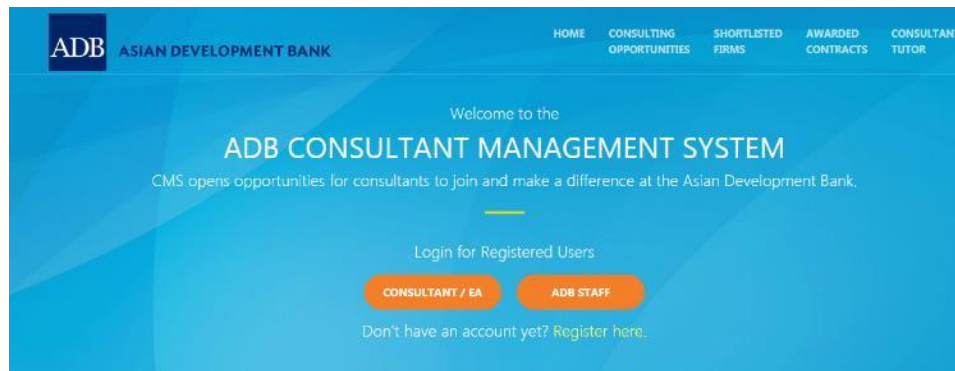 ADB ASIAN DEVELOPMENT BANK
HOME
CONSULTING
OPPORTUNITIES
SHORTLISTED
FIRMS
AWARDED
CONTRACTS
CONSULTANT
TUTOR
Welcome to the
ADB CONSULTANT MANAGEMENT SYSTEM
CMS opens opportunities for consultants to join and make a difference at the Asian Development Bank.
Login for Registered Users
CONSULTANT / EA
ADB STAFF
Don't have an account yet? Register here.